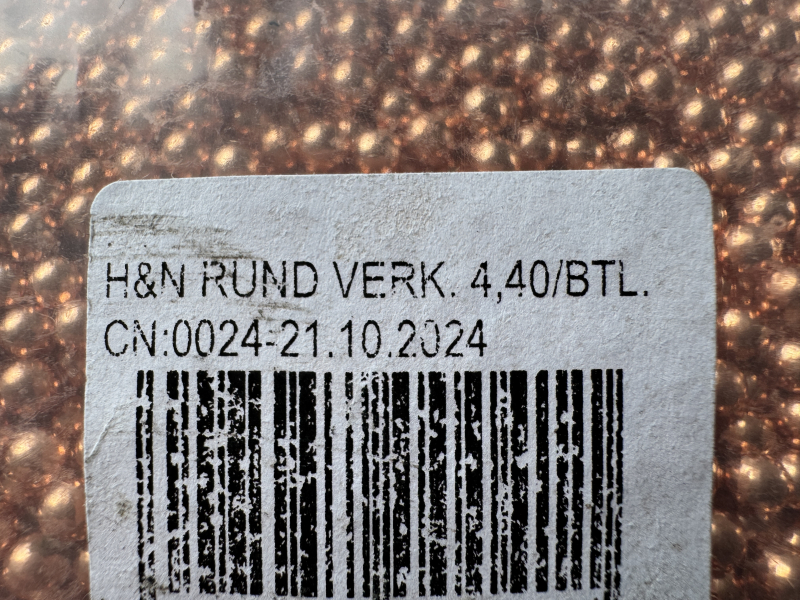 H&N RUND VERK. 4,40/BTL.
CN:0024-21.10.2024